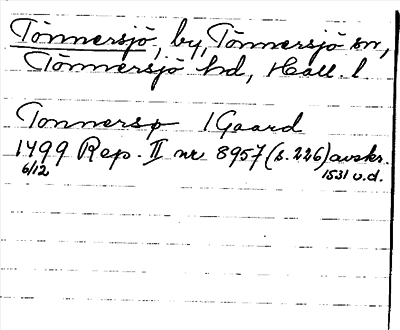 Tönnersjö, by, Tönnersjö sn,
Tönnersjö hd, Hall. l
Tonnersø 1 Gaard
1499 Rep. II nr 8957 (s. 226) avskr.
6/12 1531 u.d.